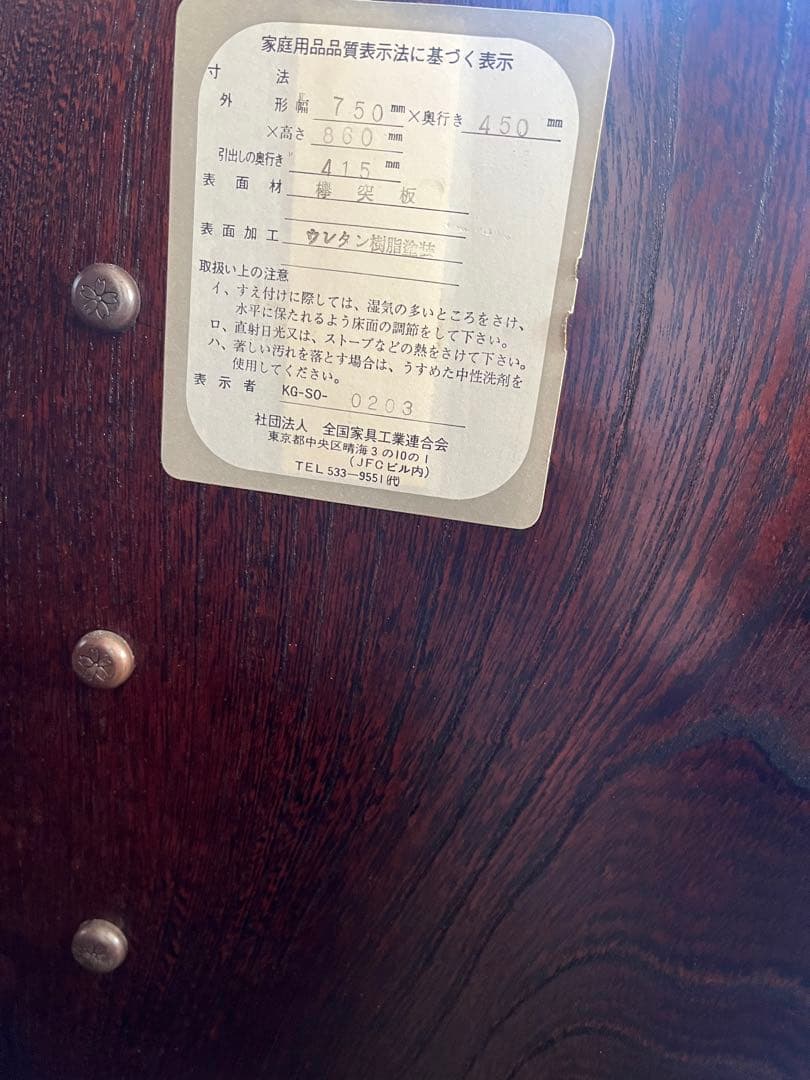 家庭用品品質表示法に基づく表示
寸法
外形 幅 750 mm ×奥行き 450 mm
×高さ 860 mm
引出しの奥行き 415 mm
表面材 欅突板
表面加工 ウレタン樹脂塗装
取扱い上の注意
イ、すえ付けに際しては、湿気の多いところをさけ、
水平に保たれるよう床面の調節をして下さい。
ロ、直射日光又は、ストーブなどの熱をさけて下さい。
ハ、著しい汚れを落とす場合は、うすめた中性洗剤を
使用してください。
表示者 KG-SO- 0203
社団法人 全国家具工業連合会
東京都中央区晴海3の10の1
(JFCビル内)
TEL 533-9551(代)